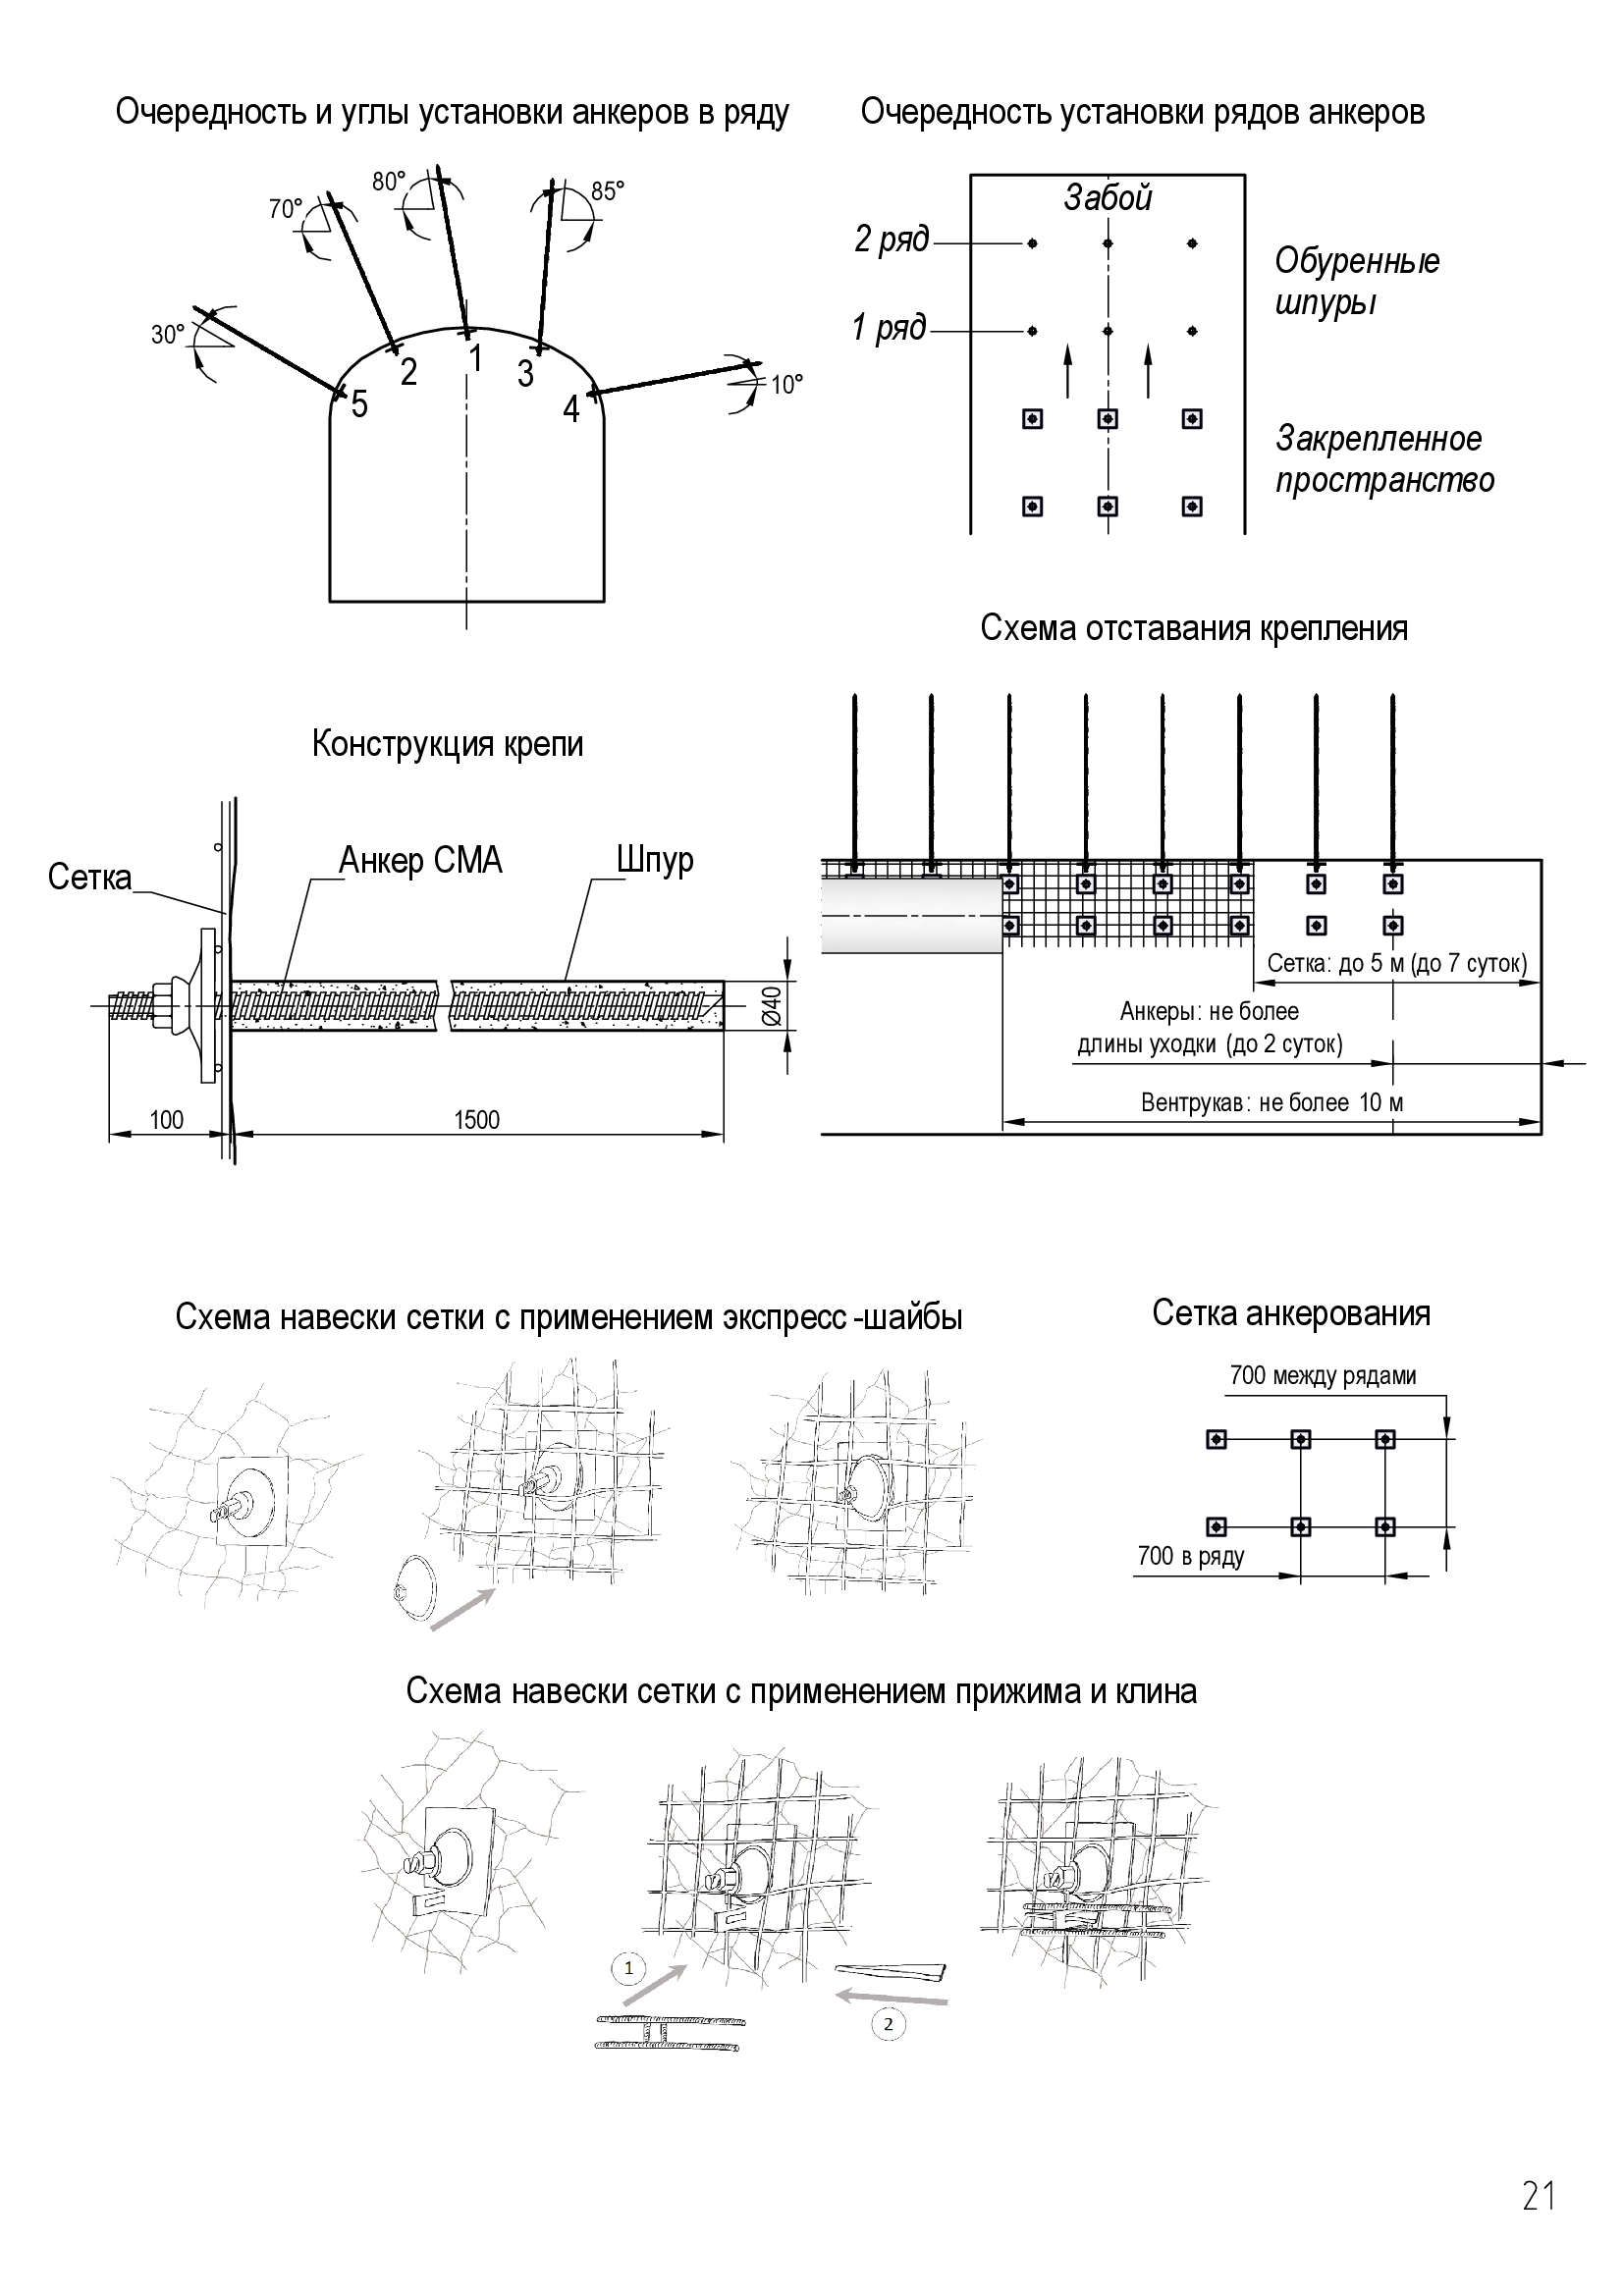 Очередность и углы установки анкеров в ряду
80°
70°
85°
30°
10°
1
2
3
4
5
Очередность установки рядов анкеров
Забой
2 ряд
1 ряд
Обуренные
шпуры
Закрепленное
пространство
Конструкция крепи
Сетка
Анкер СМА
Шпур
Ø40
100
1500
Схема отставания крепления
Сетка: до 5 м (до 7 суток)
Анкеры: не более
длины уходки (до 2 суток)
Вентрукав: не более 10 м
Схема навески сетки с применением экспресс-шайбы
Сетка анкерования
700 между рядами
700 в ряду
Схема навески сетки с применением прижима и клина
1
2
21